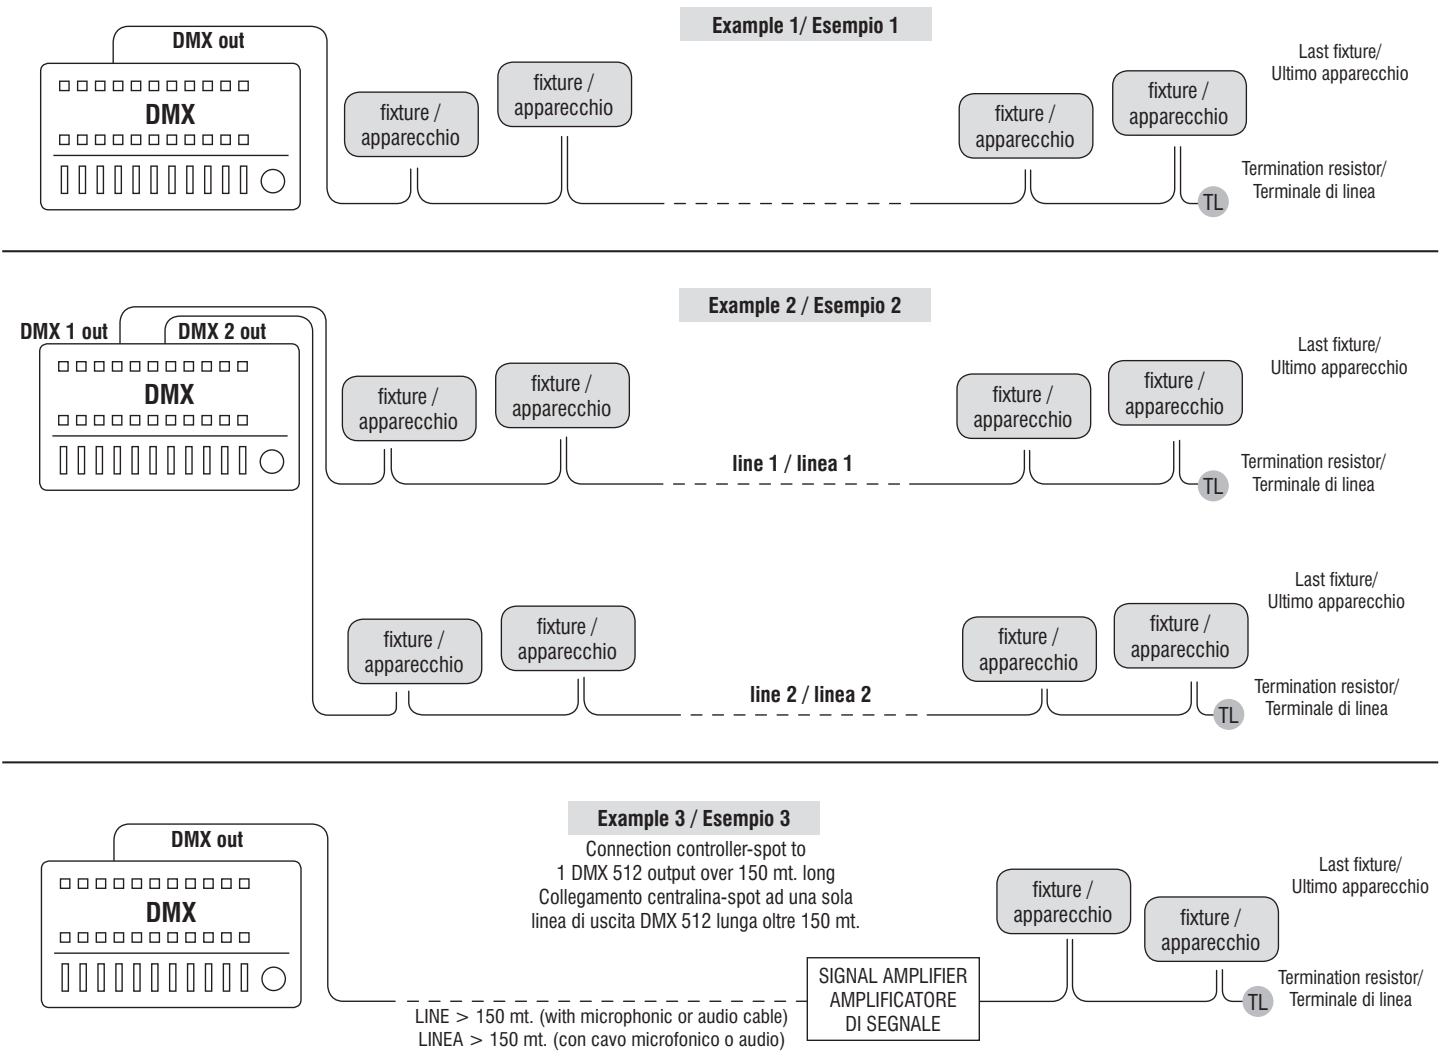 Example 1/ Esempio 1
DMX out
DMX
fixture /
apparecchio
fixture /
apparecchio
fixture /
apparecchio
fixture /
apparecchio
Last fixture/
Ultimo apparecchio
Termination resistor/
Terminale di linea
TL
Example 2 / Esempio 2
DMX 1 out
DMX 2 out
DMX
fixture /
apparecchio
fixture /
apparecchio
line 1 / linea 1
fixture /
apparecchio
fixture /
apparecchio
Last fixture/
Ultimo apparecchio
Termination resistor/
Terminale di linea
TL
fixture /
apparecchio
fixture /
apparecchio
line 2 / linea 2
fixture /
apparecchio
fixture /
apparecchio
Last fixture/
Ultimo apparecchio
Termination resistor/
Terminale di linea
TL
Example 3 / Esempio 3
Connection controller-spot to
1 DMX 512 output over 150 mt. long
Collegamento centralina-spot ad una sola
linea di uscita DMX 512 lunga oltre 150 mt.
DMX out
DMX
LINE > 150 mt. (with microphonic or audio cable)
LINEA > 150 mt. (con cavo microfonico o audio)
SIGNAL AMPLIFIER
AMPLIFICATORE
DI SEGNALE
fixture /
apparecchio
fixture /
apparecchio
Last fixture/
Ultimo apparecchio
Termination resistor/
Terminale di linea
TL